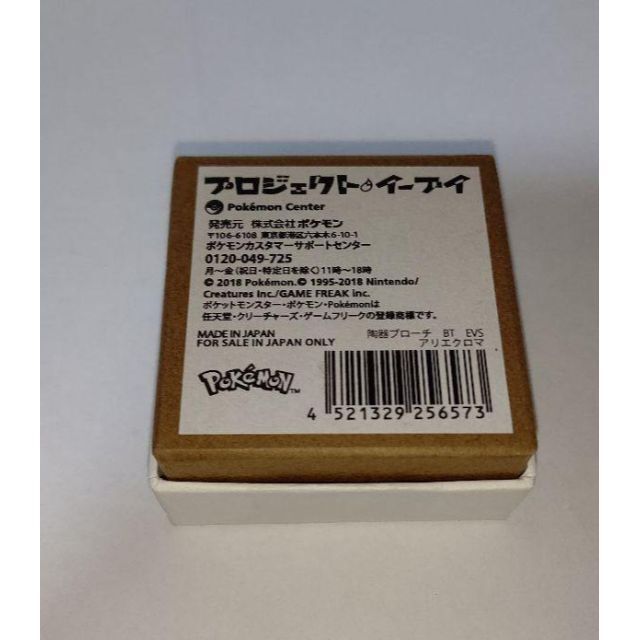 プロジェクト・イーブイ
Pokémon Center
発売元 株式会社ポケモン
〒106-6108 東京都港区六本木6-10-1
ポケモンカスタマーサポートセンター
0120-049-725
月〜金(祝日・特定日を除く)11時〜18時
© 2018 Pokémon.© 1995-2018 Nintendo/
Creatures Inc./GAME FREAK inc.
ポケットモンスター・ポケモン・Pokémonは
任天堂・クリーチャーズ・ゲームフリークの登録商標です。
MADE IN JAPAN
FOR SALE IN JAPAN ONLY
陶器ブローチ BT EVS
アリエクロマ
POKéMON™
4 521329 256573